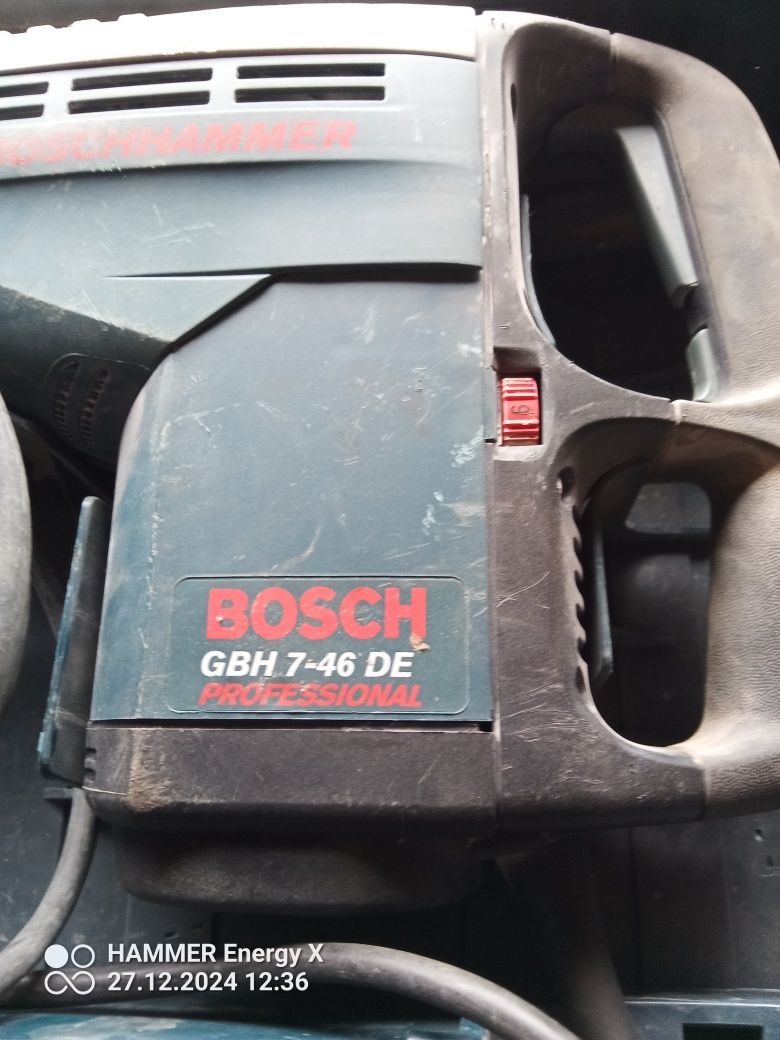 BOSCHHAMMER
6
BOSCH
GBH 7-46 DE
PROFESSIONAL
HAMMER Energy X
27.12.2024 12:36